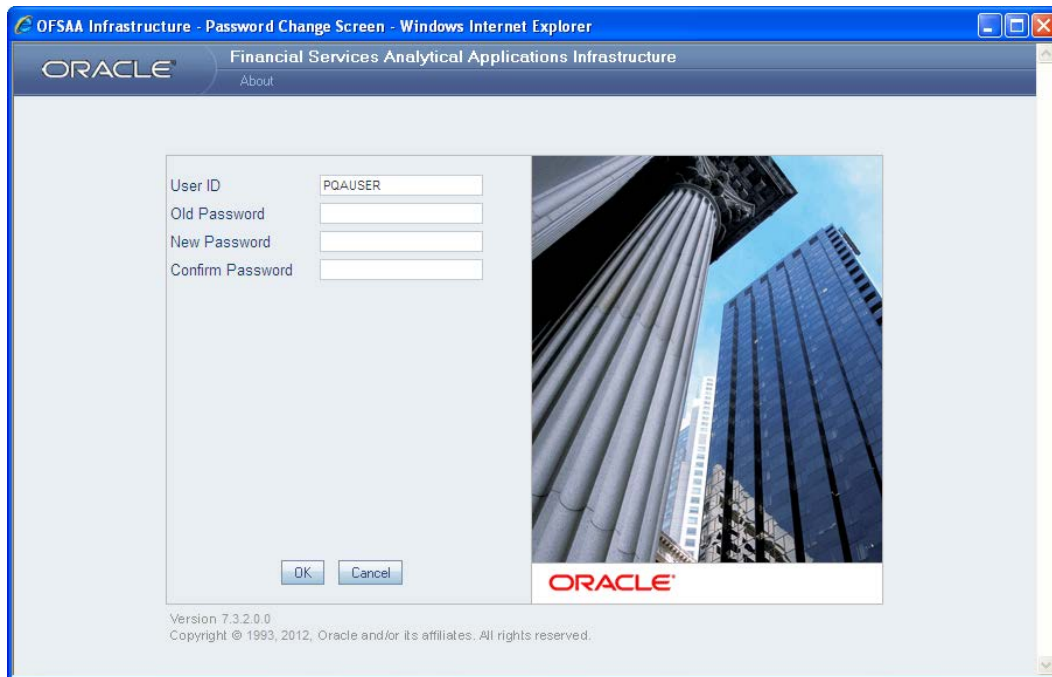 OFSAA Infrastructure - Password Change Screen - Windows Internet Explorer
ORACLE
Financial Services Analytical Applications Infrastructure
About
User ID
PQAUSER
Old Password
New Password
Confirm Password
OK
Cancel
ORACLE
Version 7.3.2.0.0
Copyright © 1993, 2012, Oracle and/or its affiliates. All rights reserved.